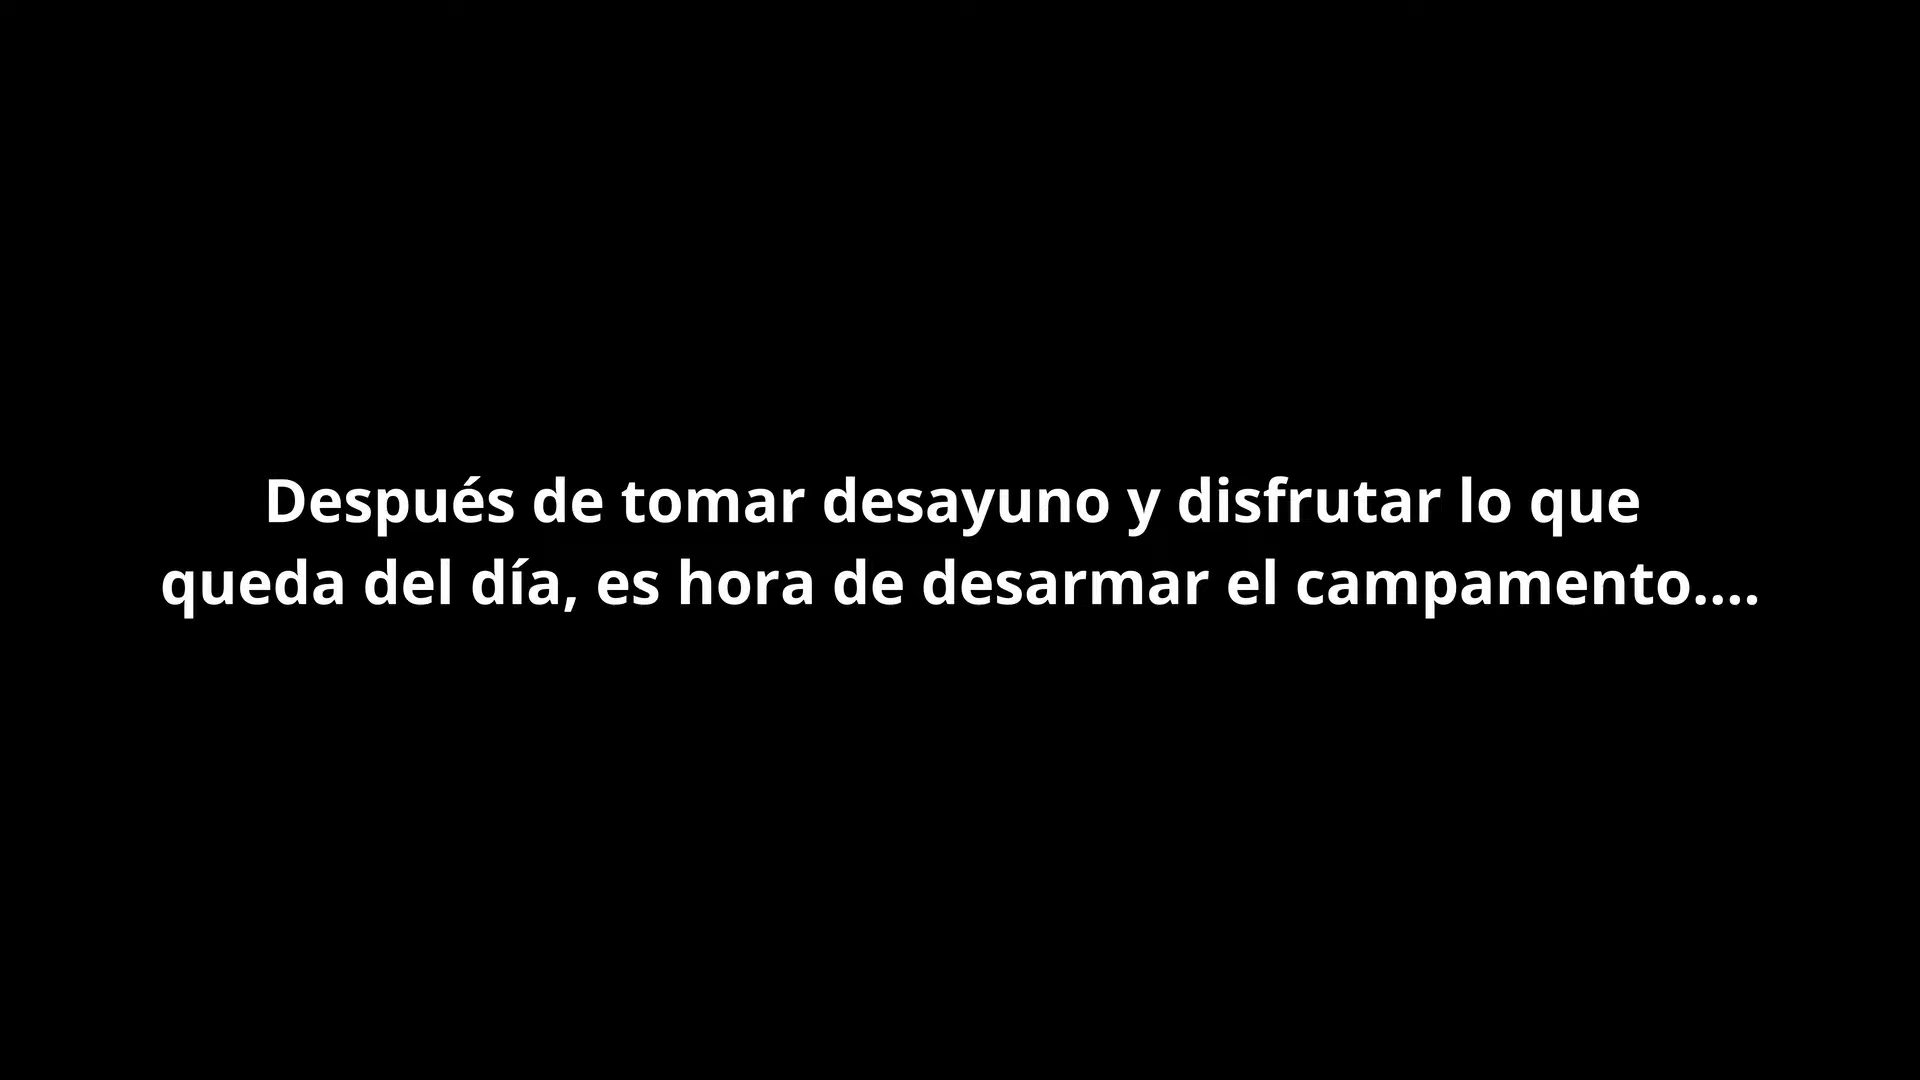 Después de tomar desayuno y disfrutar lo que
queda del día, es hora de desarmar el campamento....